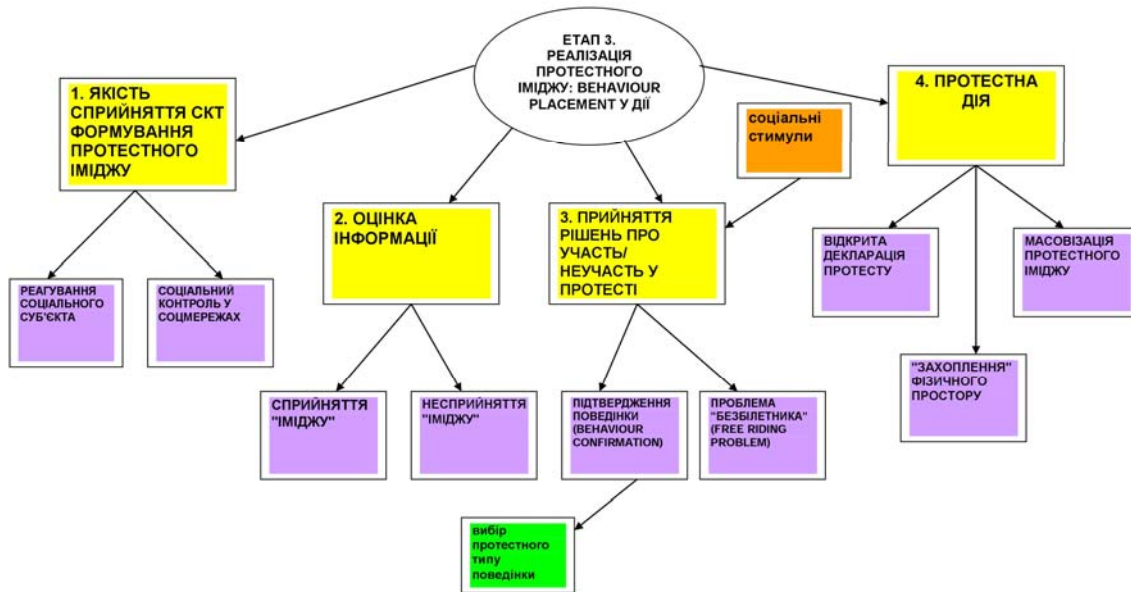 ЕТАП 3.
РЕАЛІЗАЦІЯ
ПРОТЕСТНОГО
ІМІДЖУ: BEHAVIOUR
PLACEMENT У ДІЇ
1. ЯКІСТЬ
СПРИЙНЯТТЯ СКТ
ФОРМУВАННЯ
ПРОТЕСТНОГО
ІМІДЖУ
4. ПРОТЕСТНА
ДІЯ
соціальні
стимули
2. ОЦІНКА
ІНФОРМАЦІЇ
3. ПРИЙНЯТТЯ
РІШЕНЬ ПРО
УЧАСТЬ/
НЕУЧАСТЬ У
ПРОТЕСТІ
ВІДКРИТА
ДЕКЛАРАЦІЯ
ПРОТЕСТУ
МАСОВІЗАЦІЯ
ПРОТЕСТНОГО
ІМІДЖУ
РЕАГУВАННЯ
СОЦІАЛЬНОГО
СУБ'ЄКТА
СОЦІАЛЬНИЙ
КОНТРОЛЬ У
СОЦМЕРЕЖАХ
"ЗАХОПЛЕННЯ"
ФІЗИЧНОГО
ПРОСТОРУ
СПРИЙНЯТТЯ
"ІМІДЖУ"
НЕСПРИЙНЯТТЯ
"ІМІДЖУ"
ПІДТВЕРДЖЕННЯ
ПОВЕДІНКИ
(BEHAVIOUR
CONFIRMATION)
ПРОБЛЕМА
"БЕЗБІЛЕТНИКА"
(FREE RIDING
PROBLEM)
вибір
протестного
типу
поведінки